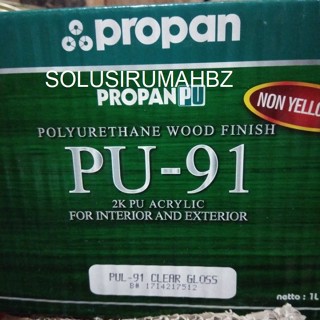 propan
SOLUSIRUMAHBZ
PROPAN PU
NON YELLO
POLYURETHANE WOOD FINISH
PU-91
2K PU ACRYLIC
FOR INTERIOR AND EXTERIOR
PUL-91 CLEAR GLOSS
B# 1714217512
netto : 1L